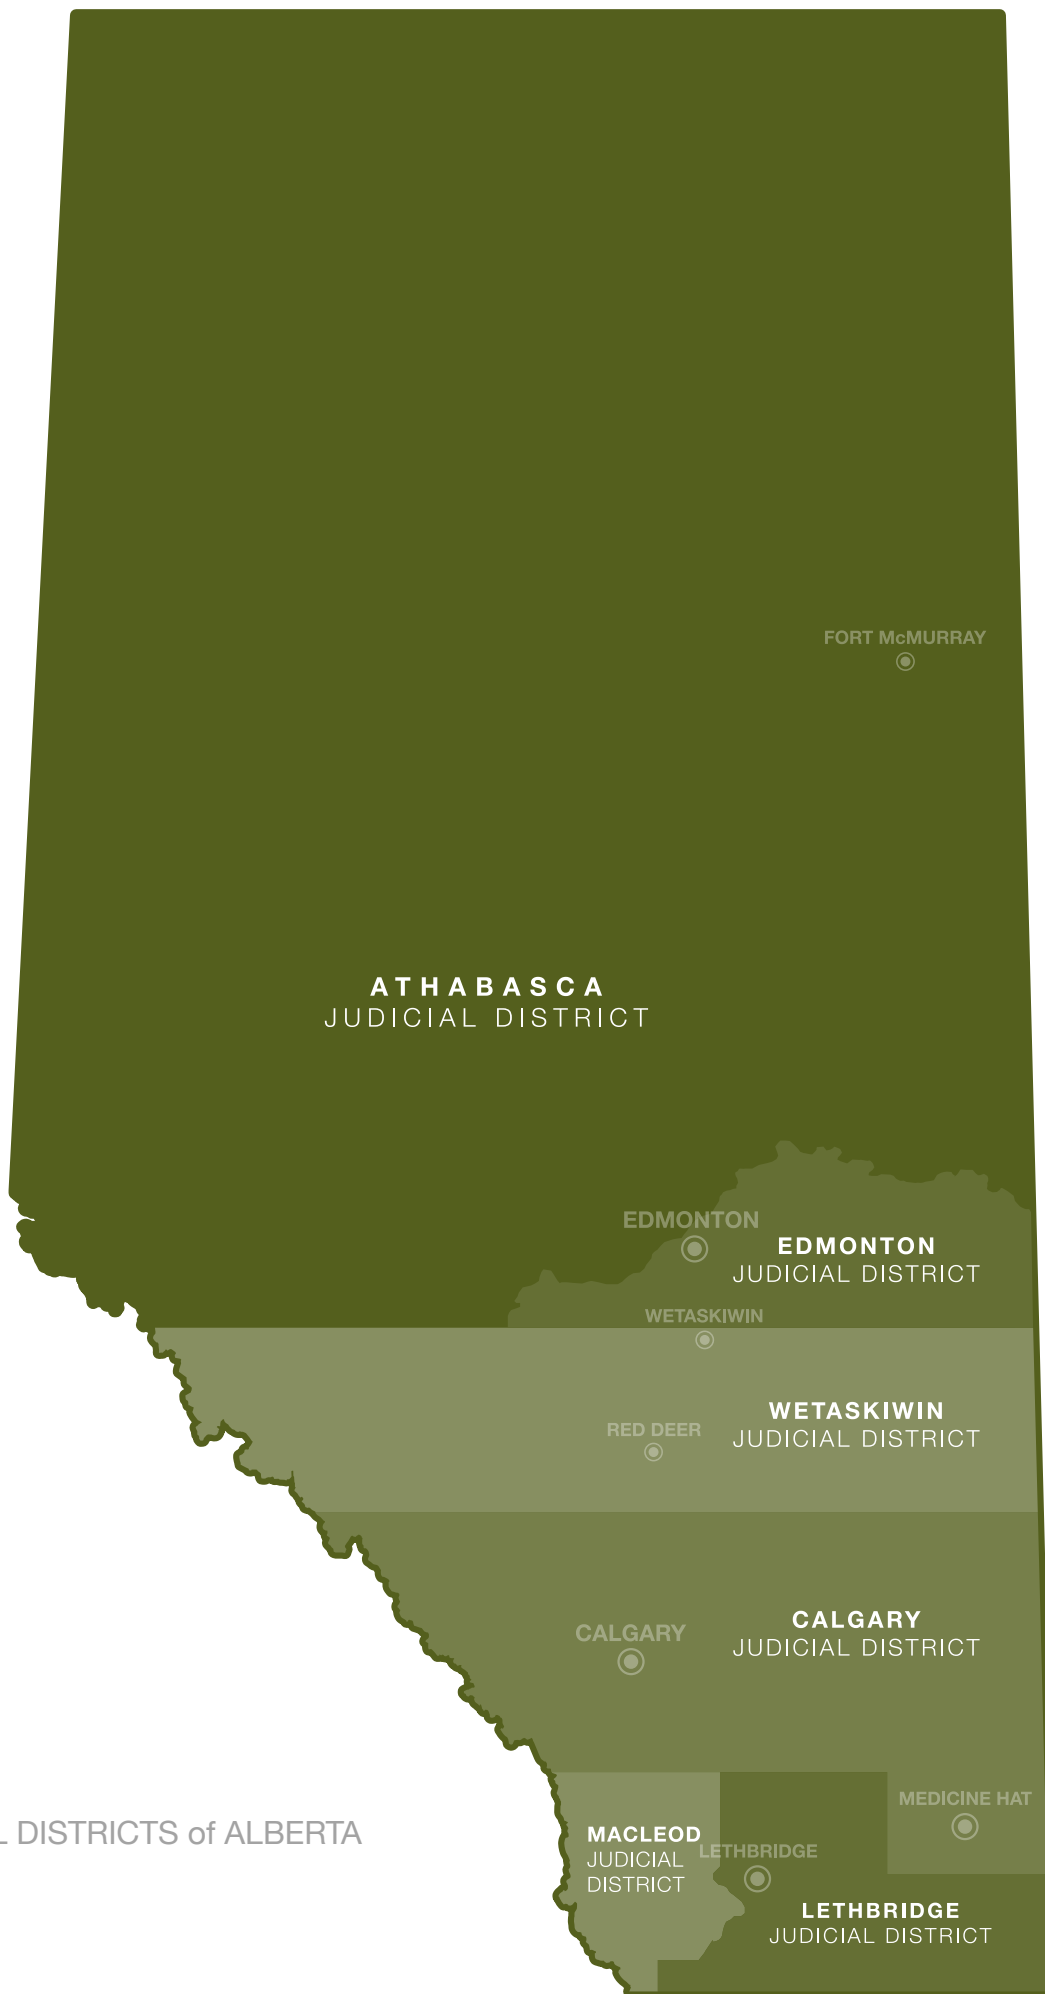 FORT McMURRAY
ATHABASCA
JUDICIAL DISTRICT
EDMONTON
EDMONTON
JUDICIAL DISTRICT
WETASKIWIN
WETASKIWIN
JUDICIAL DISTRICT
RED DEER
CALGARY
JUDICIAL DISTRICT
CALGARY
MEDICINE HAT
L DISTRICTS of ALBERTA
MACLEOD
JUDICIAL
DISTRICT
LETHBRIDGE
LETHBRIDGE
JUDICIAL DISTRICT